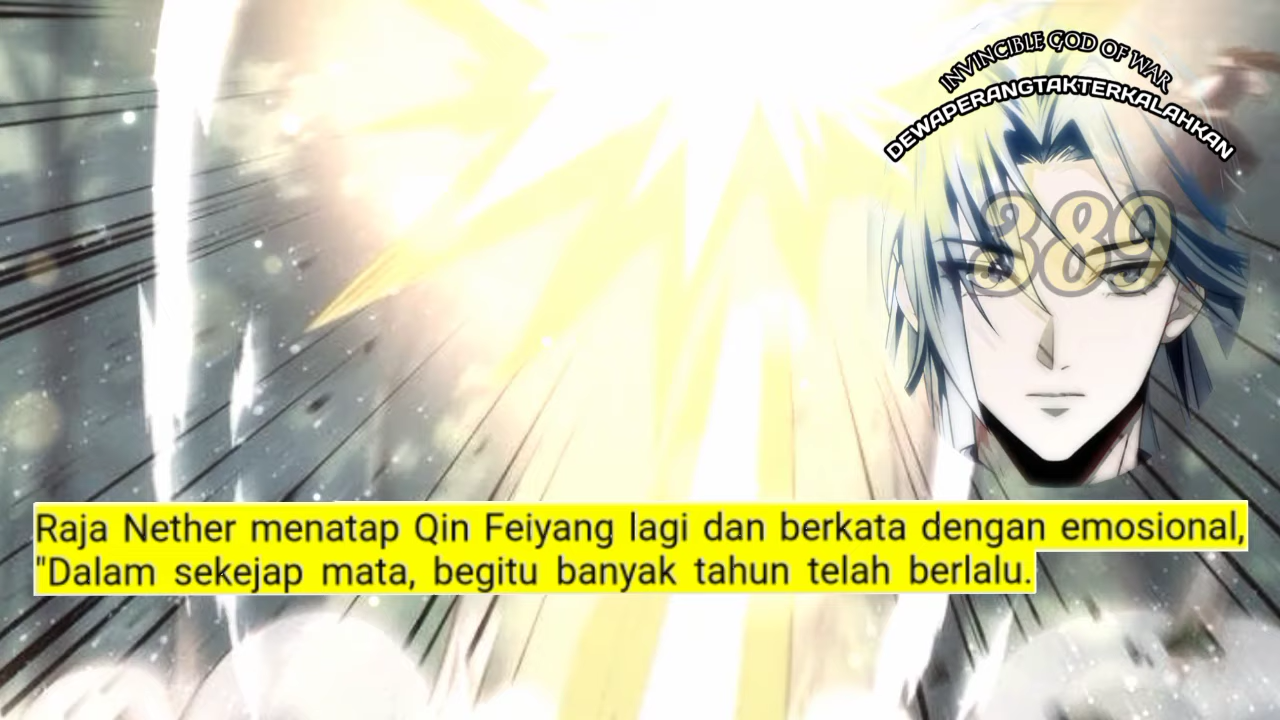 INVINCIBLE GOD OF WAR
DEWAPERANGTAKTERKALAHKAN
389
Raja Nether menatap Qin Feiyang lagi dan berkata dengan emosional,
"Dalam sekejap mata, begitu banyak tahun telah berlalu.